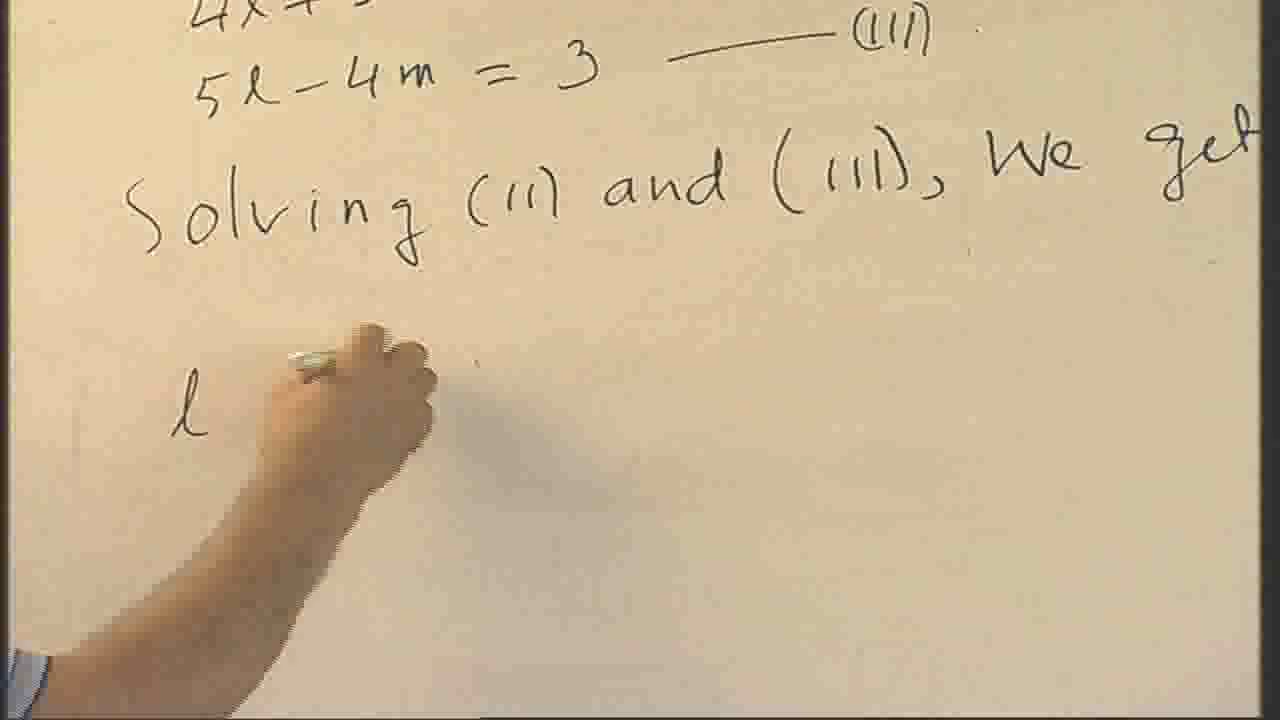 5l - 4m = 3 —— (III)
Solving (II) and (III), We get
l